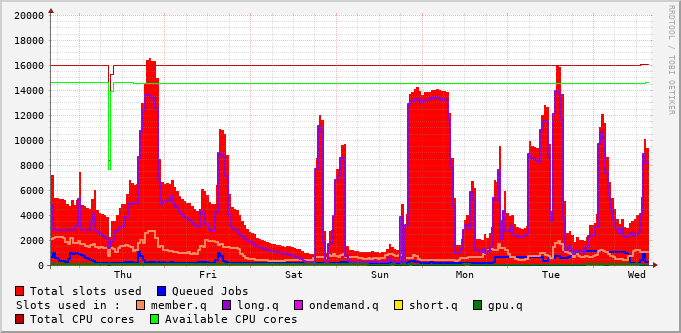 20000
18000
16000
14000
12000
10000
8000
6000
4000
2000
0
Thu Fri Sat Sun Mon Tue Wed
RRDTOOL / TOBI OETIKER
Total slots used Queued Jobs
Slots used in : member.q long.q ondemand.q short.q gpu.q
Total CPU cores Available CPU cores